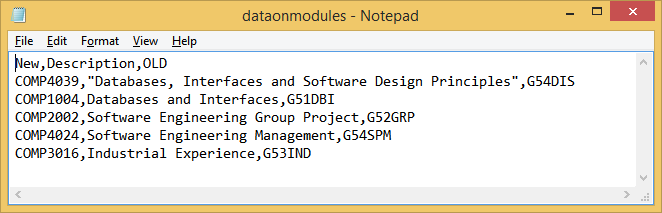 dataonmodules - Notepad
File Edit Format View Help
New,Description,OLD
COMP4039,"Databases, Interfaces and Software Design Principles",G54DIS
COMP1004,Databases and Interfaces,G51DBI
COMP2002,Software Engineering Group Project,G52GRP
COMP4024,Software Engineering Management,G54SPM
COMP3016,Industrial Experience,G53IND